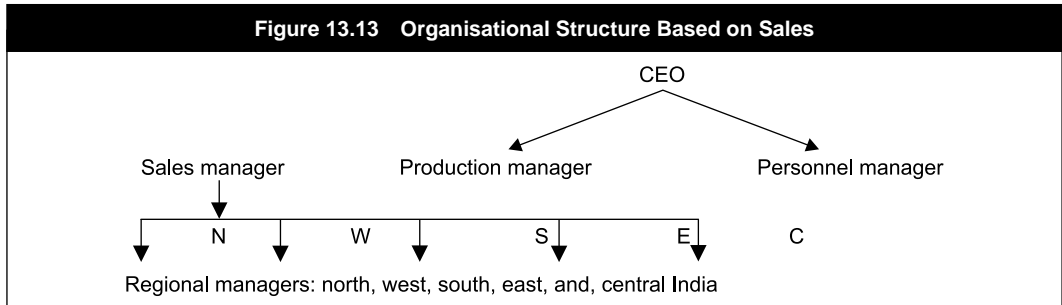 Figure 13.13 Organisational Structure Based on Sales
CEO
Sales manager Production manager Personnel manager
N W S E C
Regional managers: north, west, south, east, and, central India